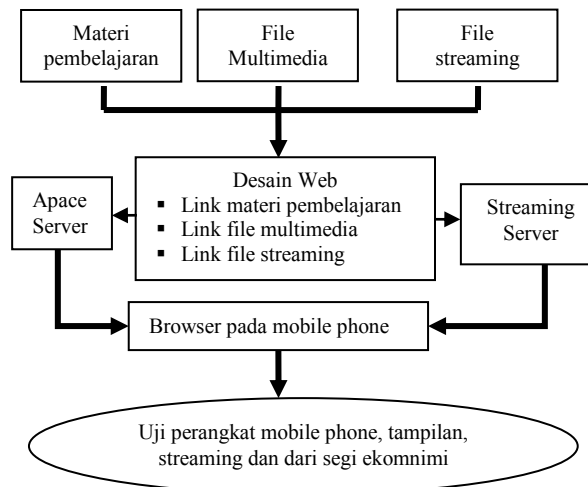 Materi
pembelajaran
File
Multimedia
File
streaming
Desain Web
▪ Link materi pembelajaran
▪ Link file multimedia
▪ Link file streaming
Apace
Server
Streaming
Server
Browser pada mobile phone
Uji perangkat mobile phone, tampilan,
streaming dan dari segi ekomnimi